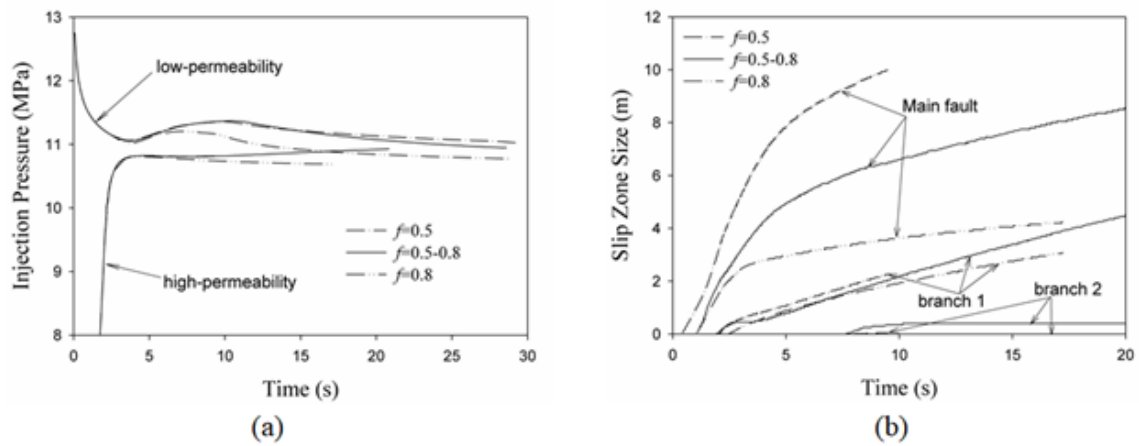 13
12
11
10
9
8
Injection Pressure (MPa)
low-permeability
high-permeability
f=0.5
f=0.5-0.8
f=0.8
0 5 10 15 20 25 30
Time (s)
(a)
12
10
8
6
4
2
0
Slip Zone Size (m)
f=0.5
f=0.5-0.8
f=0.8
Main fault
branch 1
branch 2
0 5 10 15 20
Time (s)
(b)